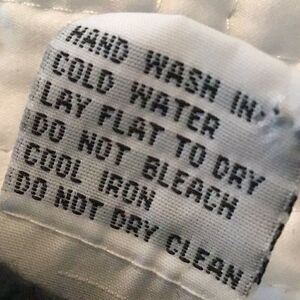 HAND WASH IN
COLD WATER
LAY FLAT TO DRY
DO NOT BLEACH
COOL IRON
DO NOT DRY CLEAN